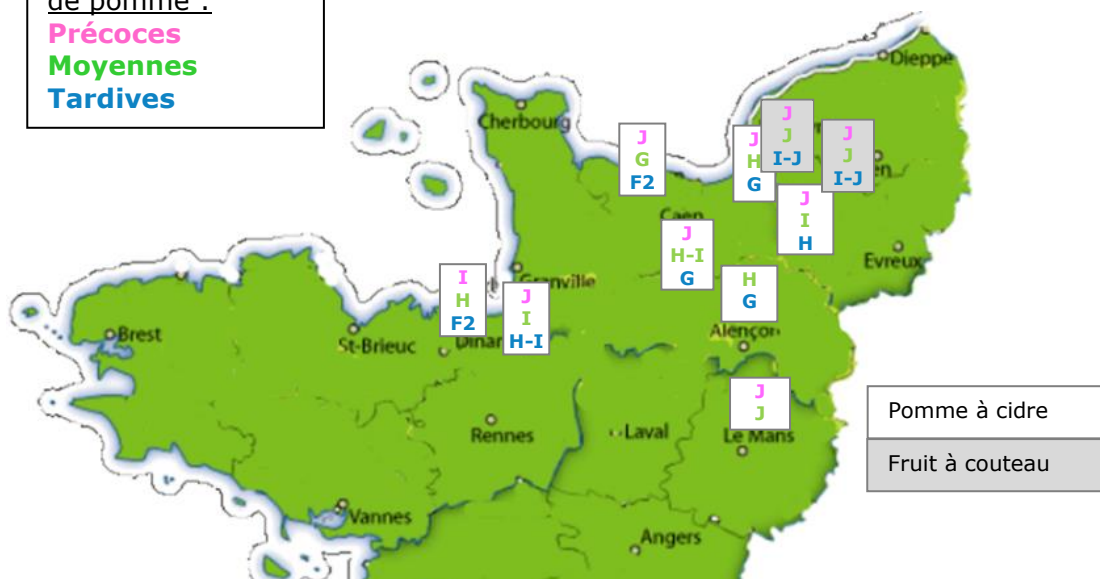 de pomme :
Précoces
Moyennes
Tardives
Dieppe
Cherbourg
J
G
F2
J
H
G
J
J
I-J
J
J
I-J
en
Caen
J
I
H
J
H-I
G
Evreux
Granville
H
G
I
H
F2
J
I
H-I
Brest
St-Brieuc
Dinan
Alençon
J
J
Pomme à cidre
Rennes
Laval
Le Mans
Fruit à couteau
Vannes
Angers